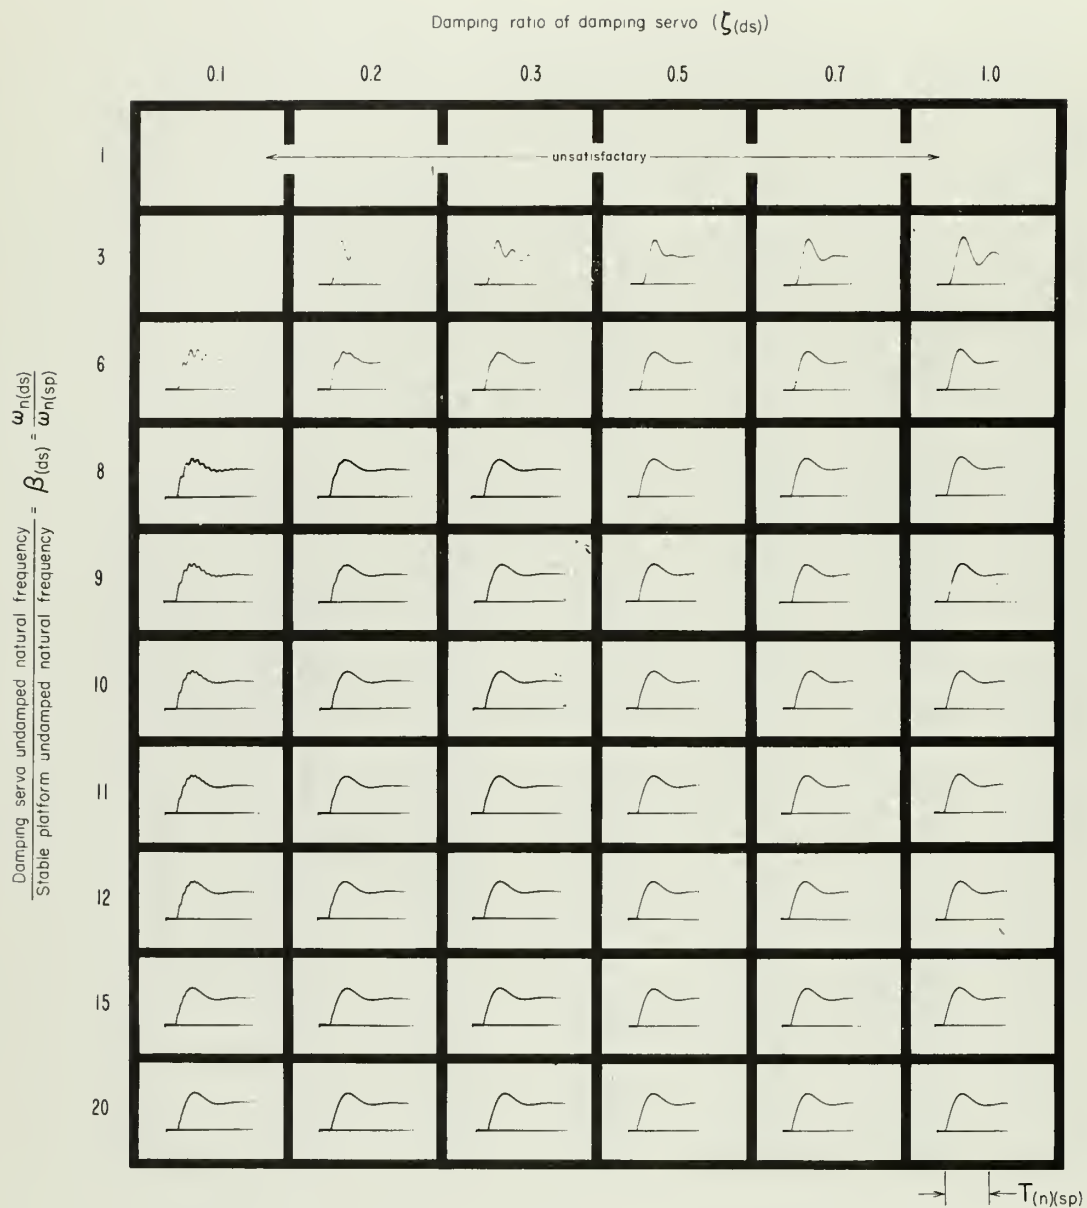 Damping ratio of damping servo (ζ(ds))
0.1 0.2 0.3 0.5 0.7 1.0
1
unsatisfactory
3
6
8
9
10
11
12
15
20
Damping servo undamped natural frequency
Stable platform undamped natural frequency
= β(ds) = ωn(ds)
ωn(sp)
T(n)(sp)